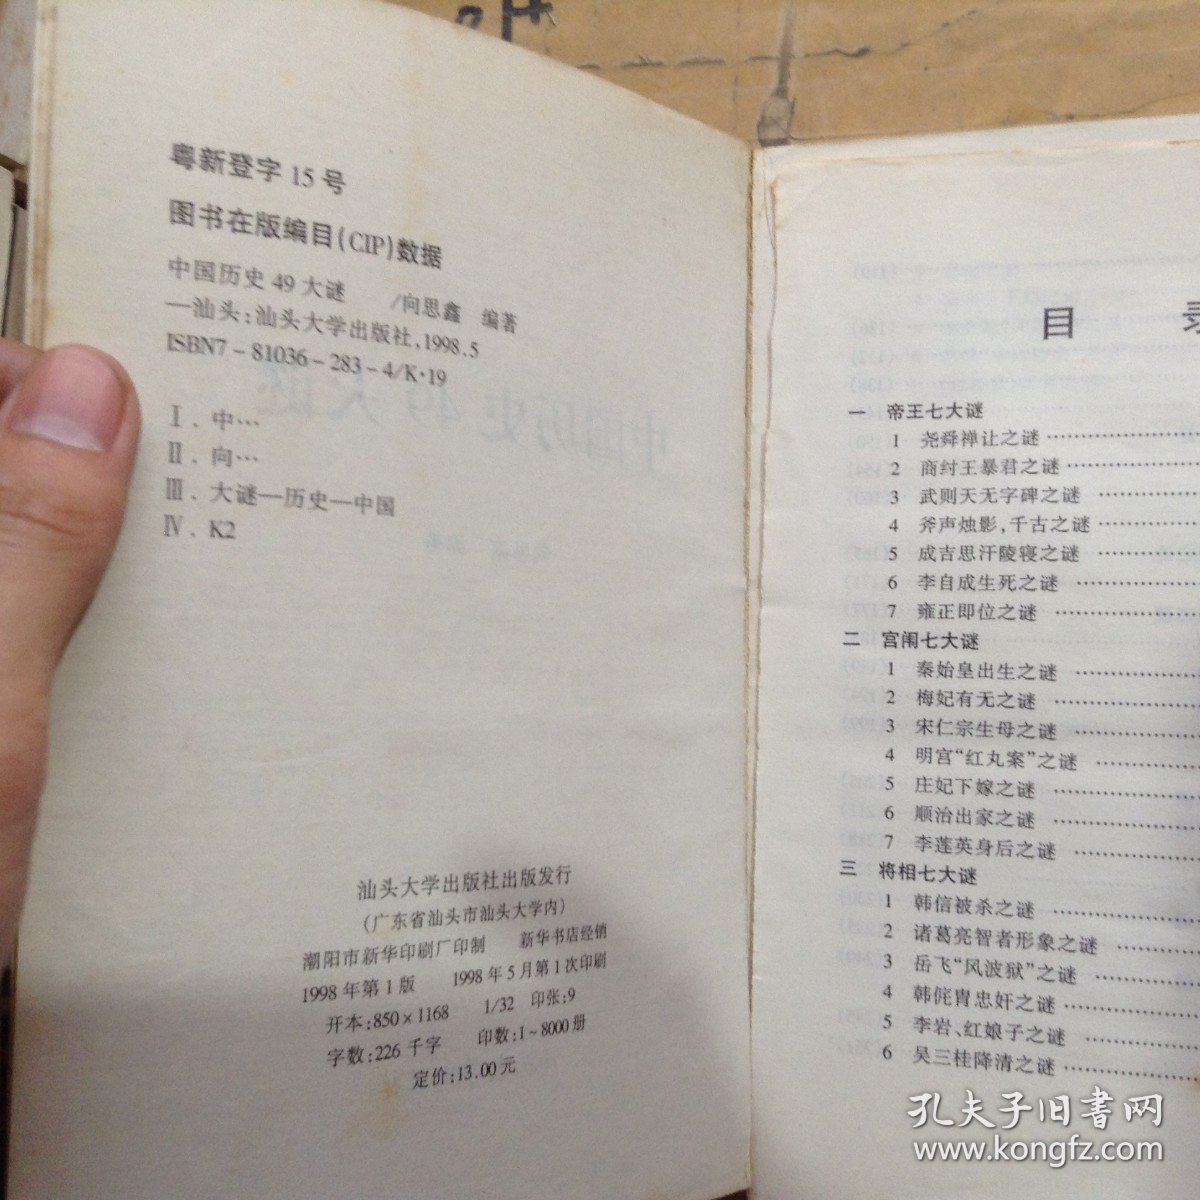 粤新登字 15 号
图书在版编目(CIP)数据
中国历史 49 大谜 /向思鑫 编著
—汕头:汕头大学出版社,1998.5
ISBN7-81036-283-4/K·19
Ⅰ.中…
Ⅱ.向…
Ⅲ.大谜—历史—中国
Ⅳ.K2
汕头大学出版社出版发行
(广东省汕头市汕头大学内)
潮阳市新华印刷厂印制 新华书店经销
1998 年第 1 版 1998 年 5 月第 1 次印刷
开本:850×1168 1/32 印张:9
字数:226 千字 印数:1~8000 册
定价:13.00 元
目 录
一 帝王七大谜
1 尧舜禅让之谜
2 商纣王暴君之谜
3 武则天无字碑之谜
4 斧声烛影,千古之谜
5 成吉思汗陵寝之谜
6 李自成生死之谜
7 雍正即位之谜
二 宫闱七大谜
1 秦始皇出生之谜
2 梅妃有无之谜
3 宋仁宗生母之谜
4 明宫“红丸案”之谜
5 庄妃下嫁之谜
6 顺治出家之谜
7 李莲英身后之谜
三 将相七大谜
1 韩信被杀之谜
2 诸葛亮智者形象之谜
3 岳飞“风波狱”之谜
4 韩侂胄忠奸之谜
5 李岩、红娘子之谜
6 吴三桂降清之谜
孔夫子旧书网
www.kongfz.com